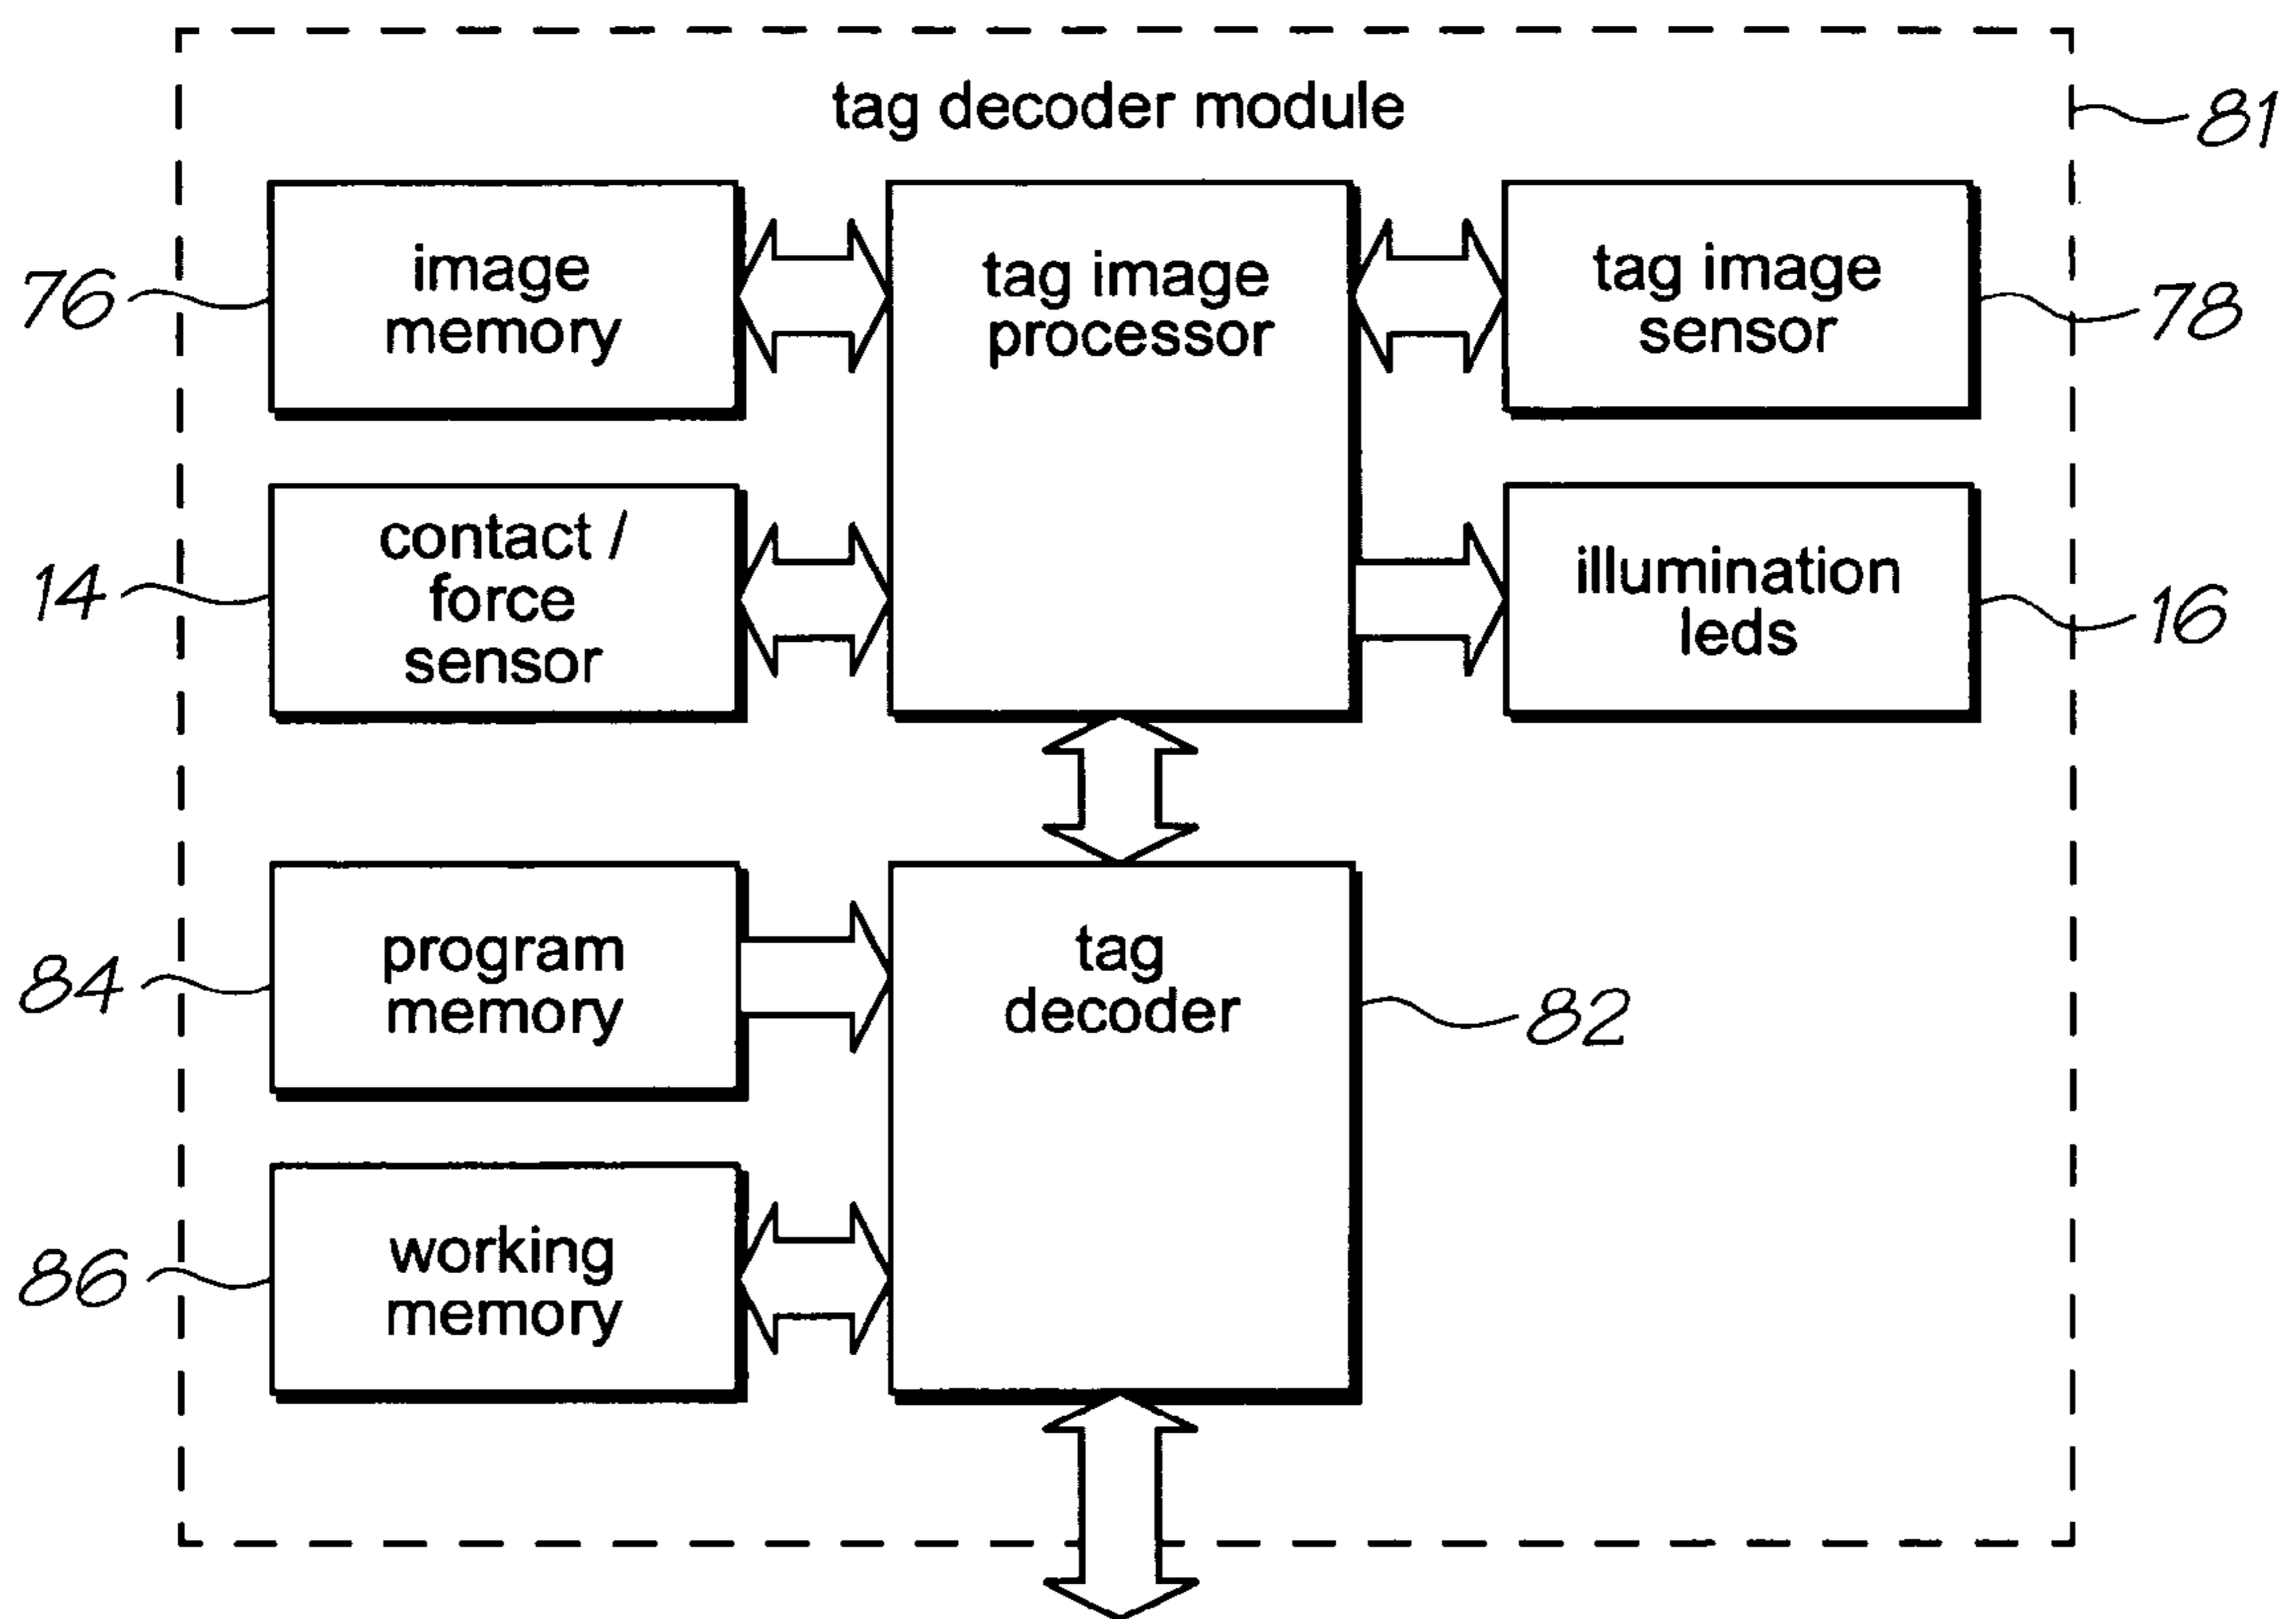 tag decoder module
81
76
image
memory
tag image
processor
tag image
sensor
78
14
contact /
force
sensor
illumination
leds
16
84
program
memory
tag
decoder
82
86
working
memory